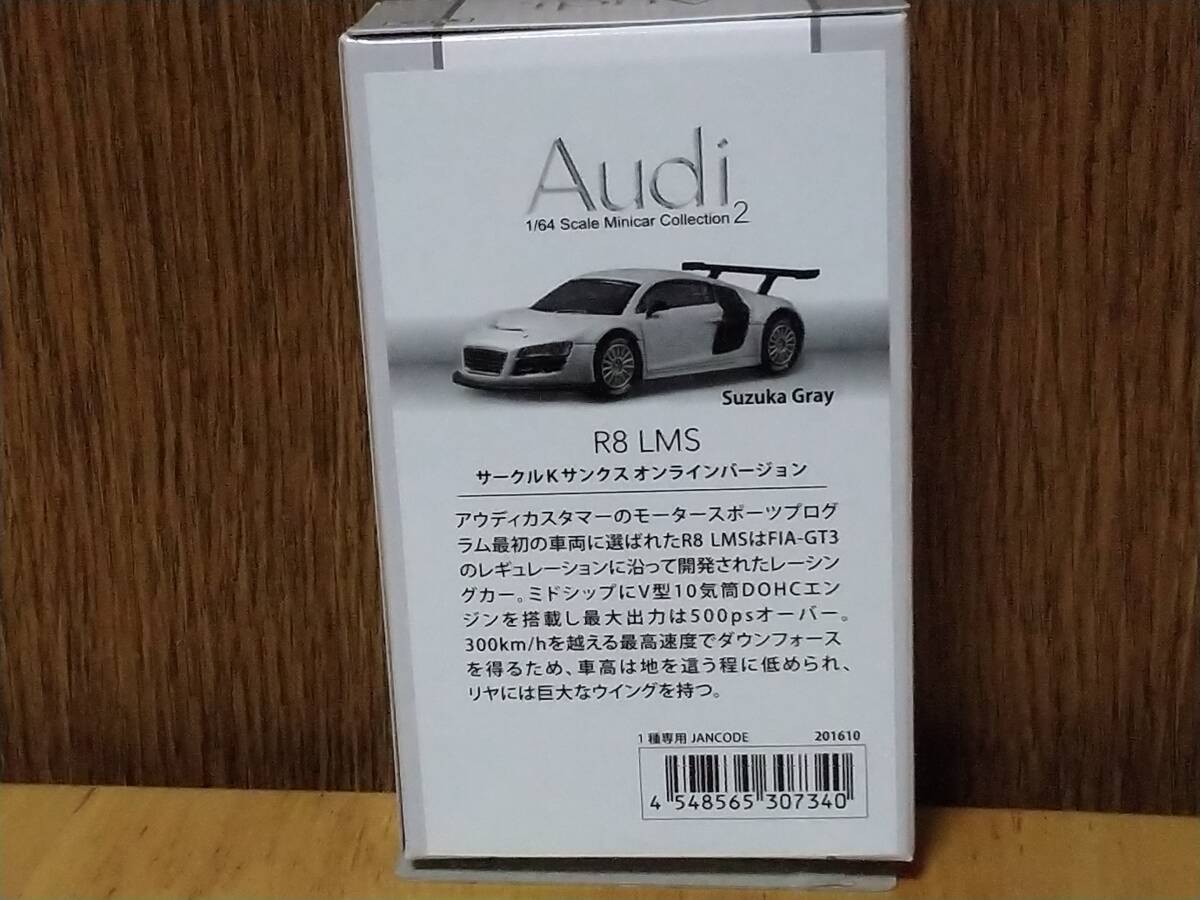 Audi
1/64 Scale Minicar Collection 2
Suzuka Gray
R8 LMS
サークルKサンクス オンラインバージョン
アウディカスタマーのモータースポーツプログ
ラム最初の車両に選ばれたR8 LMSはFIA-GT3
のレギュレーションに沿って開発されたレーシン
グカー。ミドシップにV型10気筒DOHCエン
ジンを搭載し最大出力は500psオーバー。
300km/hを越える最高速度でダウンフォース
を得るため、車高は地を這う程に低められ、
リヤには巨大なウイングを持つ。
1種専用 JANCODE 201610
4 548565 307340